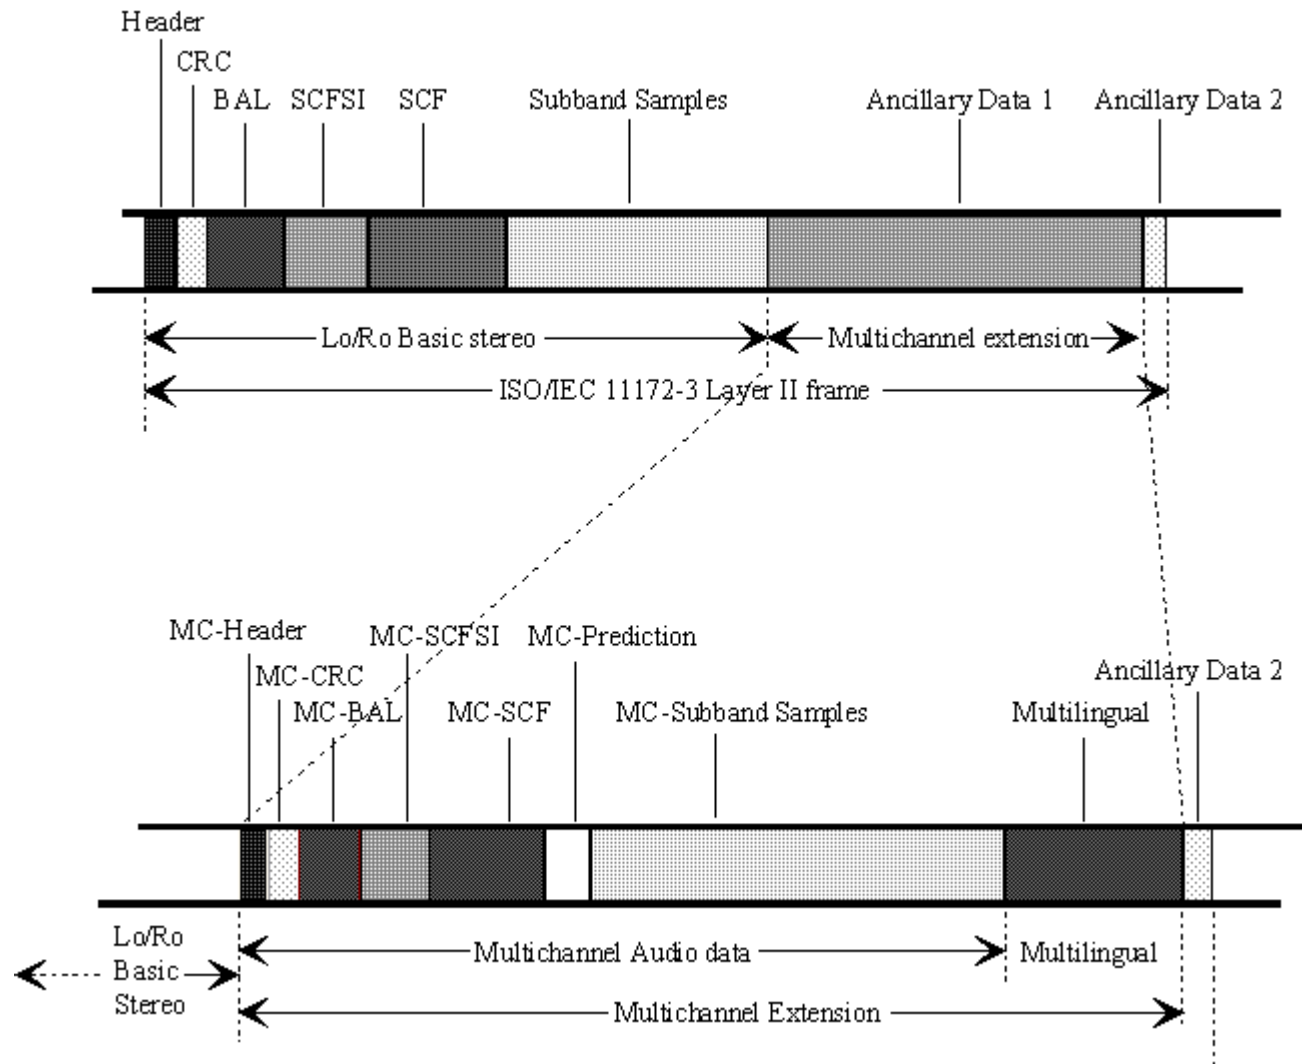 Header
CRC
BAL SCFSI SCF Subband Samples Ancillary Data 1 Ancillary Data 2
Lo/Ro Basic stereo Multichannel extension
ISO/IEC 11172-3 Layer II frame
MC-Header MC-SCFSI MC-Prediction
MC-CRC Ancillary Data 2
MC-BAL MC-SCF MC-Subband Samples Multilingual
Lo/Ro
Basic
Stereo
Multichannel Audio data Multilingual
Multichannel Extension